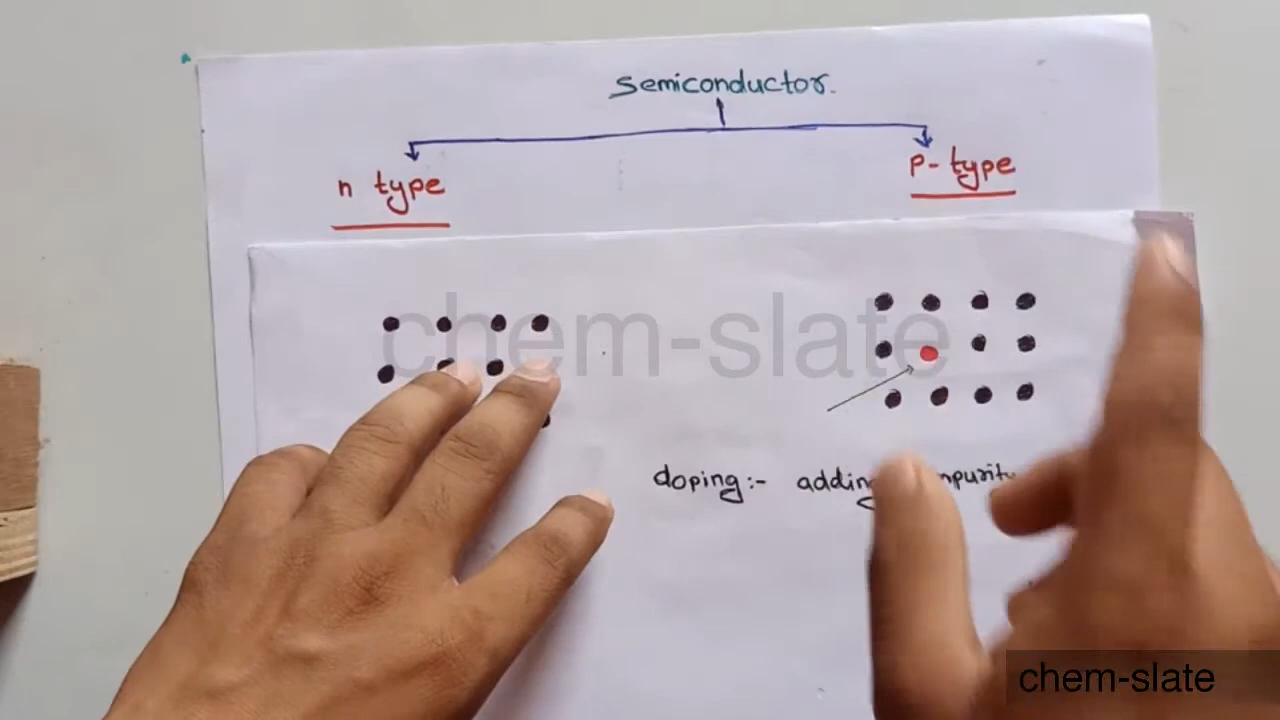 Semiconductor.
n type
P- type
chem-slate
doping:- adding
chem-slate